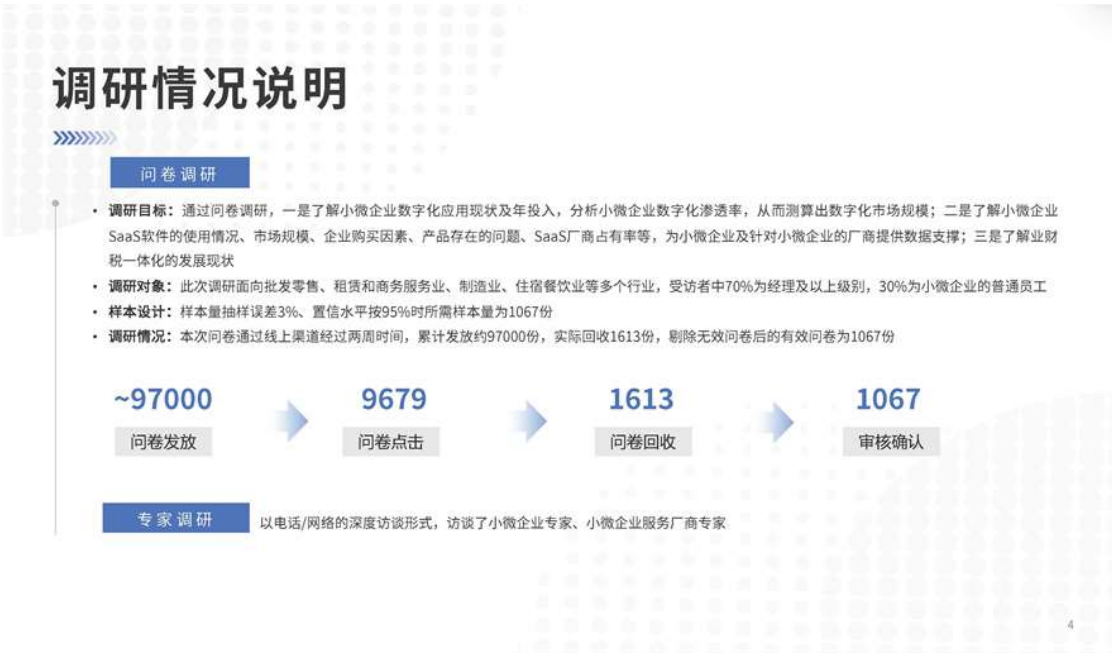 调研情况说明
问卷调研
• 调研目标：通过问卷调研，一是了解小微企业数字化应用现状及年投入，分析小微企业数字化渗透率，从而测算出数字化市场规模；二是了解小微企业
SaaS软件的使用情况、市场规模、企业购买因素、产品存在的问题、SaaS厂商占有率等，为小微企业及针对小微企业的厂商提供数据支撑；三是了解业财
税一体化的发展现状
• 调研对象：此次调研面向批发零售、租赁和商务服务业、制造业、住宿餐饮业等多个行业，受访者中70%为经理及以上级别，30%为小微企业的普通员工
• 样本设计：样本量抽样误差3%、置信水平按95%时所需样本量为1067份
• 调研情况：本次问卷通过线上渠道经过两周时间，累计发放约97000份，实际回收1613份，剔除无效问卷后的有效问卷为1067份
~97000 9679 1613 1067
问卷发放 问卷点击 问卷回收 审核确认
专家调研 以电话/网络的深度访谈形式，访谈了小微企业专家、小微企业服务厂商专家
4